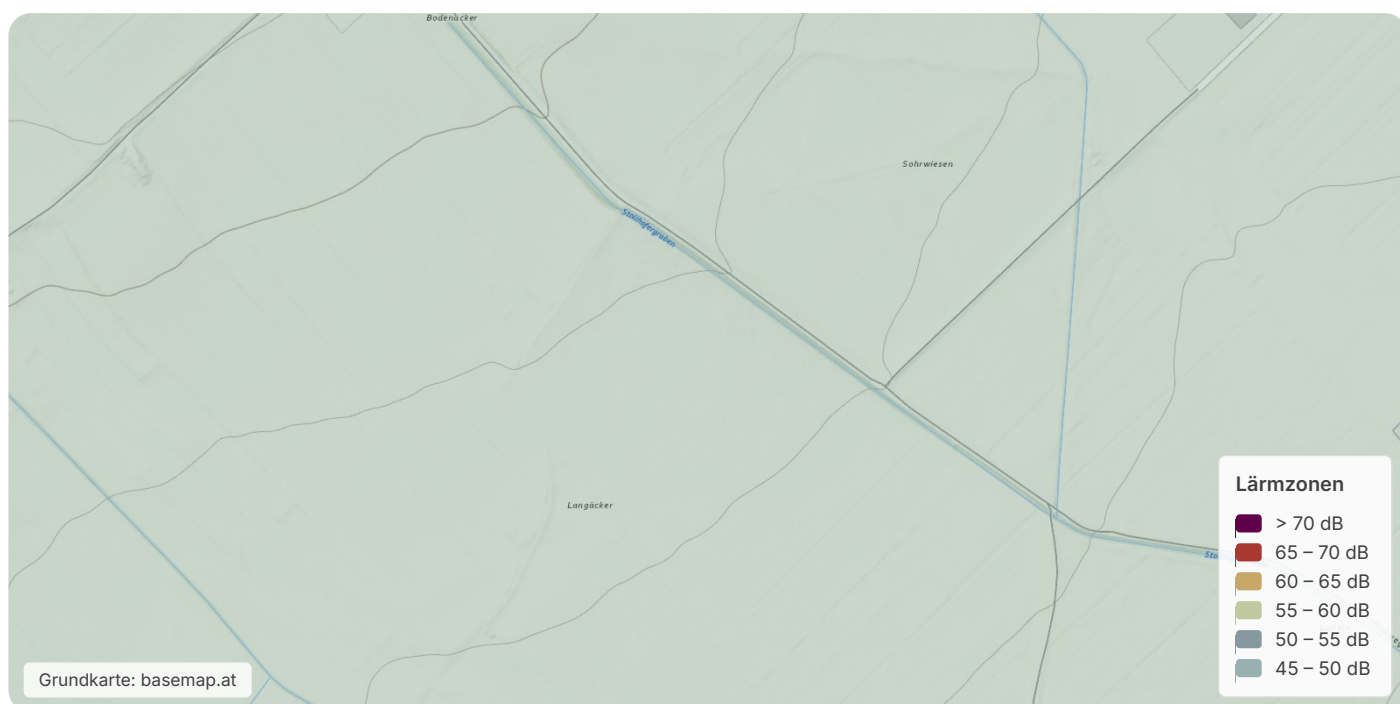 Bodenäcker
Sohrwiesen
Stollhofergraben
Langäcker
Lärmzonen
> 70 dB
65 – 70 dB
60 – 65 dB
55 – 60 dB
50 – 55 dB
45 – 50 dB
Grundkarte: basemap.at